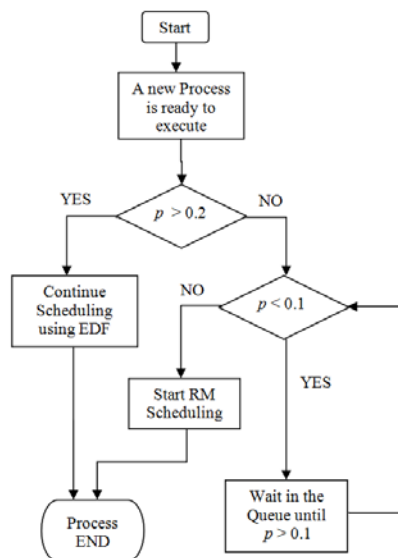 Start
A new Process
is ready to
execute
YES
NO
p > 0.2
Continue
Scheduling
using EDF
NO
p < 0.1
YES
Start RM
Scheduling
Wait in the
Queue until
p > 0.1
Process
END